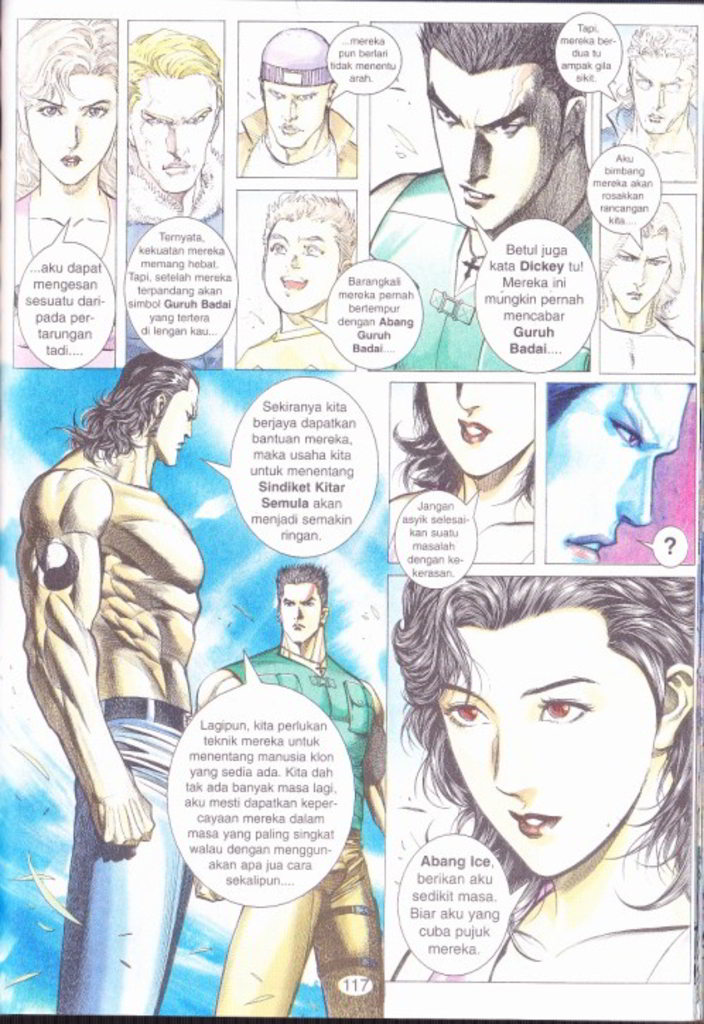 ...aku dapat
mengesan
sesuatu dari-
pada per-
tarungan
tadi....
Ternyata,
kekuatan mereka
memang hebat.
Tapi, setelah mereka
terpandang akan
simbol Guruh Badai
yang tertera
di lengan kau...
...mereka
pun berlari
tidak menentu
arah.
Barangkali
mereka pernah
bertempur
dengan Abang
Guruh
Badai...
Betul juga
kata Dickey tu!
Mereka ini
mungkin pernah
mencabar
Guruh
Badai....
Tapi,
mereka ber-
dua tu
ampak gila
sikit.
Aku
bimbang
mereka akan
rosakkan
rancangan
kita....
Sekiranya kita
berjaya dapatkan
bantuan mereka,
maka usaha kita
untuk menentang
Sindiket Kitar
Semula akan
menjadi semakin
ringan.
Lagipun, kita perlukan
teknik mereka untuk
menentang manusia klon
yang sedia ada. Kita dah
tak ada banyak masa lagi,
aku mesti dapatkan keper-
cayaan mereka dalam
masa yang paling singkat
walau dengan menggun-
akan apa jua cara
sekalipun....
Jangan
asyik selesai-
kan suatu
masalah
dengan ke-
kerasan.
?
Abang Ice,
berikan aku
sedikit masa.
Biar aku yang
cuba pujuk
mereka.
117